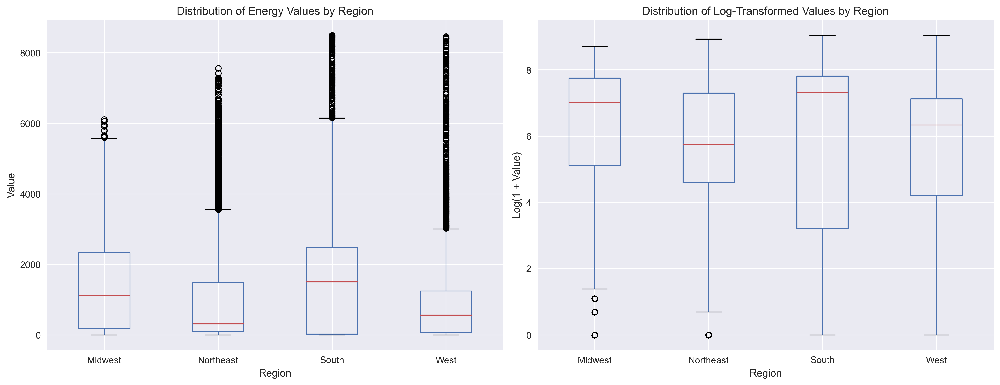 Distribution of Energy Values by Region
Value
8000
6000
4000
2000
0
Midwest Northeast South West
Region
Distribution of Log-Transformed Values by Region
Log(1 + Value)
8
6
4
2
0
Midwest Northeast South West
Region